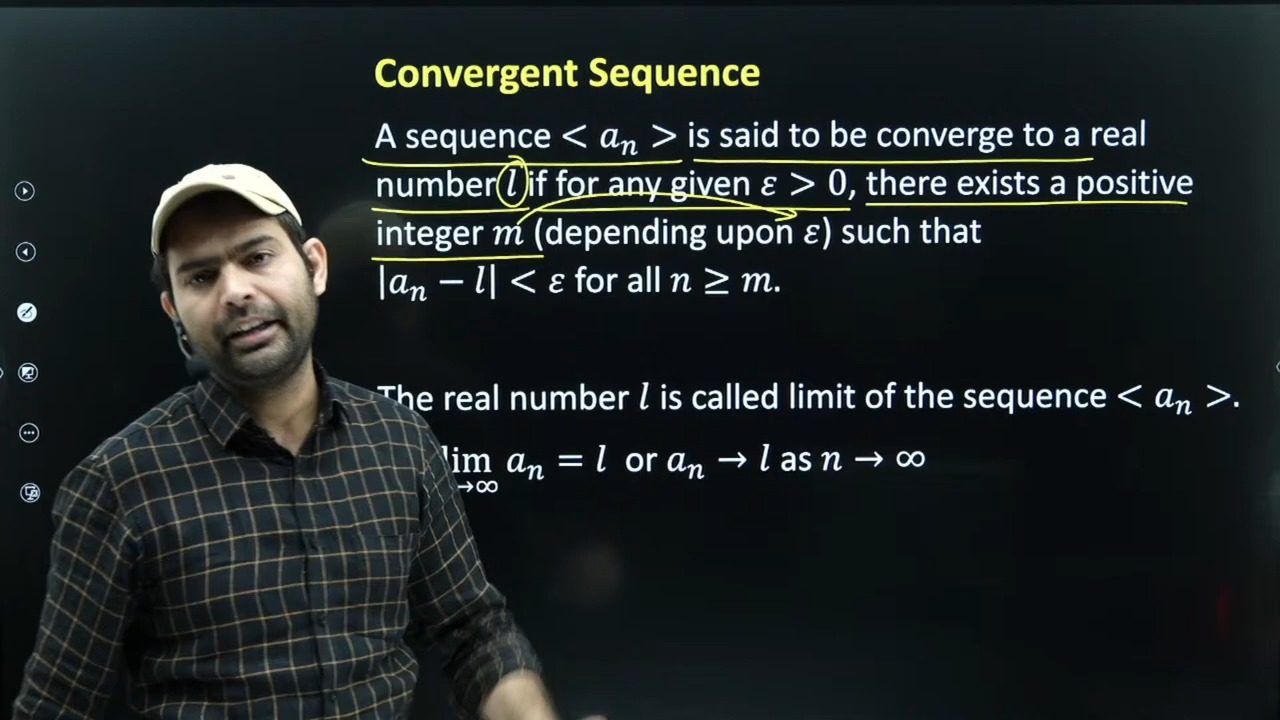 Convergent Sequence
A sequence < aₙ > is said to be converge to a real
number l if for any given ε > 0, there exists a positive
integer m (depending upon ε) such that
|aₙ − l| < ε for all n ≥ m.
The real number l is called limit of the sequence < aₙ >.
lim aₙ = l or aₙ → l as n → ∞
→∞